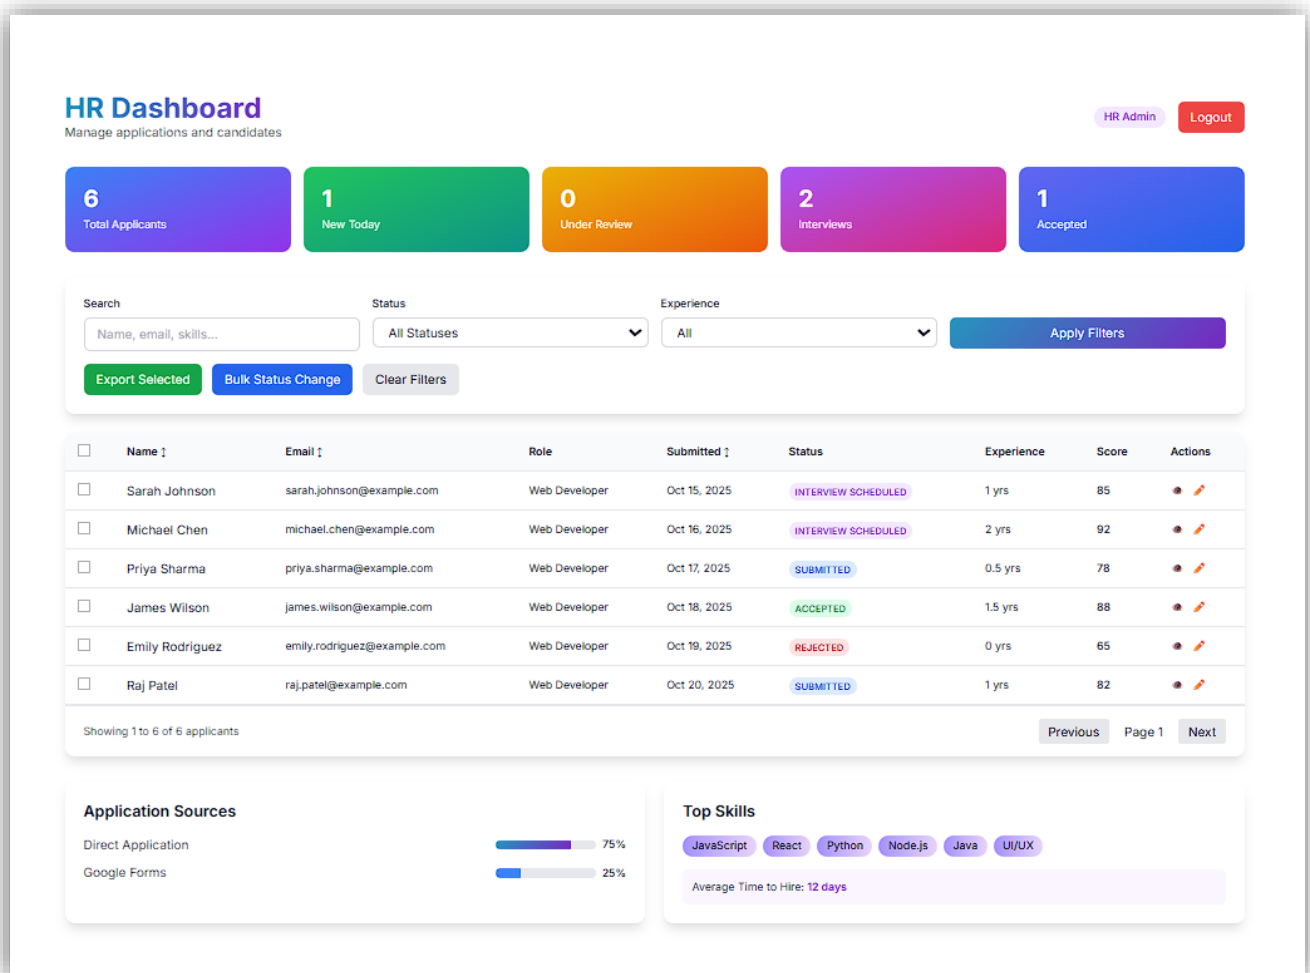 HR Dashboard
Manage applications and candidates
HR Admin
Logout
6
Total Applicants
1
New Today
0
Under Review
2
Interviews
1
Accepted
Search
Status
Experience
Name, email, skills...
All Statuses
All
Apply Filters
Export Selected
Bulk Status Change
Clear Filters
Name ↕ Email ↕ Role Submitted ↕ Status Experience Score Actions
Sarah Johnson sarah.johnson@example.com Web Developer Oct 15, 2025 INTERVIEW SCHEDULED 1 yrs 85
Michael Chen michael.chen@example.com Web Developer Oct 16, 2025 INTERVIEW SCHEDULED 2 yrs 92
Priya Sharma priya.sharma@example.com Web Developer Oct 17, 2025 SUBMITTED 0.5 yrs 78
James Wilson james.wilson@example.com Web Developer Oct 18, 2025 ACCEPTED 1.5 yrs 88
Emily Rodriguez emily.rodriguez@example.com Web Developer Oct 19, 2025 REJECTED 0 yrs 65
Raj Patel raj.patel@example.com Web Developer Oct 20, 2025 SUBMITTED 1 yrs 82
Showing 1 to 6 of 6 applicants
Previous Page 1 Next
Application Sources
Direct Application 75%
Google Forms 25%
Top Skills
JavaScript React Python Node.js Java UI/UX
Average Time to Hire: 12 days